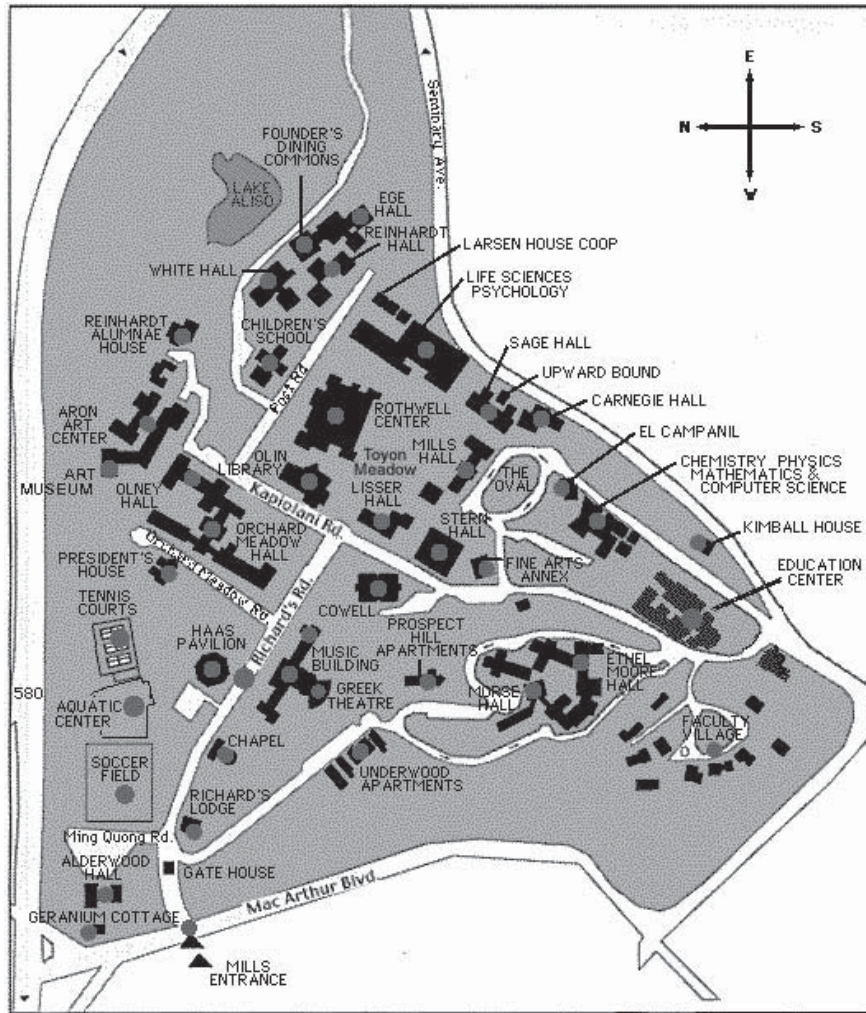 E
N S
W
Seminary Ave.
FOUNDER'S
DINING
COMMONS
LAKE
ALISO
EGE
HALL
REINHARDT
HALL
LARSEN HOUSE COOP
WHITE HALL
LIFE SCIENCES
PSYCHOLOGY
REINHARDT
ALUMNAE
HOUSE
CHILDREN'S
SCHOOL
SAGE HALL
UPWARD BOUND
Post Rd.
CARNEGIE HALL
ARON
ART
CENTER
ROTHWELL
CENTER
EL CAMPANIL
MILLS
HALL
Toyon
Meadow
OLIN
LIBRARY
THE
OVAL
CHEMISTRY PHYSICS
MATHEMATICS &
COMPUTER SCIENCE
ART
MUSEUM
OLNEY
HALL
Kapiolani Rd.
LISSER
HALL
STERN
HALL
KIMBALL HOUSE
ORCHARD
MEADOW
HALL
PRESIDENT'S
HOUSE
Orchard Meadow Rd.
FINE ARTS
ANNEX
EDUCATION
CENTER
TENNIS
COURTS
Richard's Rd.
COWELL
PROSPECT
HILL
APARTMENTS
HAAS
PAVILION
MUSIC
BUILDING
ETHEL
MOORE
HALL
GREEK
THEATRE
MORSE
HALL
580
AQUATIC
CENTER
FACULTY
VILLAGE
CHAPEL
SOCCER
FIELD
UNDERWOOD
APARTMENTS
RICHARD'S
LODGE
Ming Quong Rd.
ALDERWOOD
HALL
GATE HOUSE
Mac Arthur Blvd
GERANIUM COTTAGE
MILLS
ENTRANCE